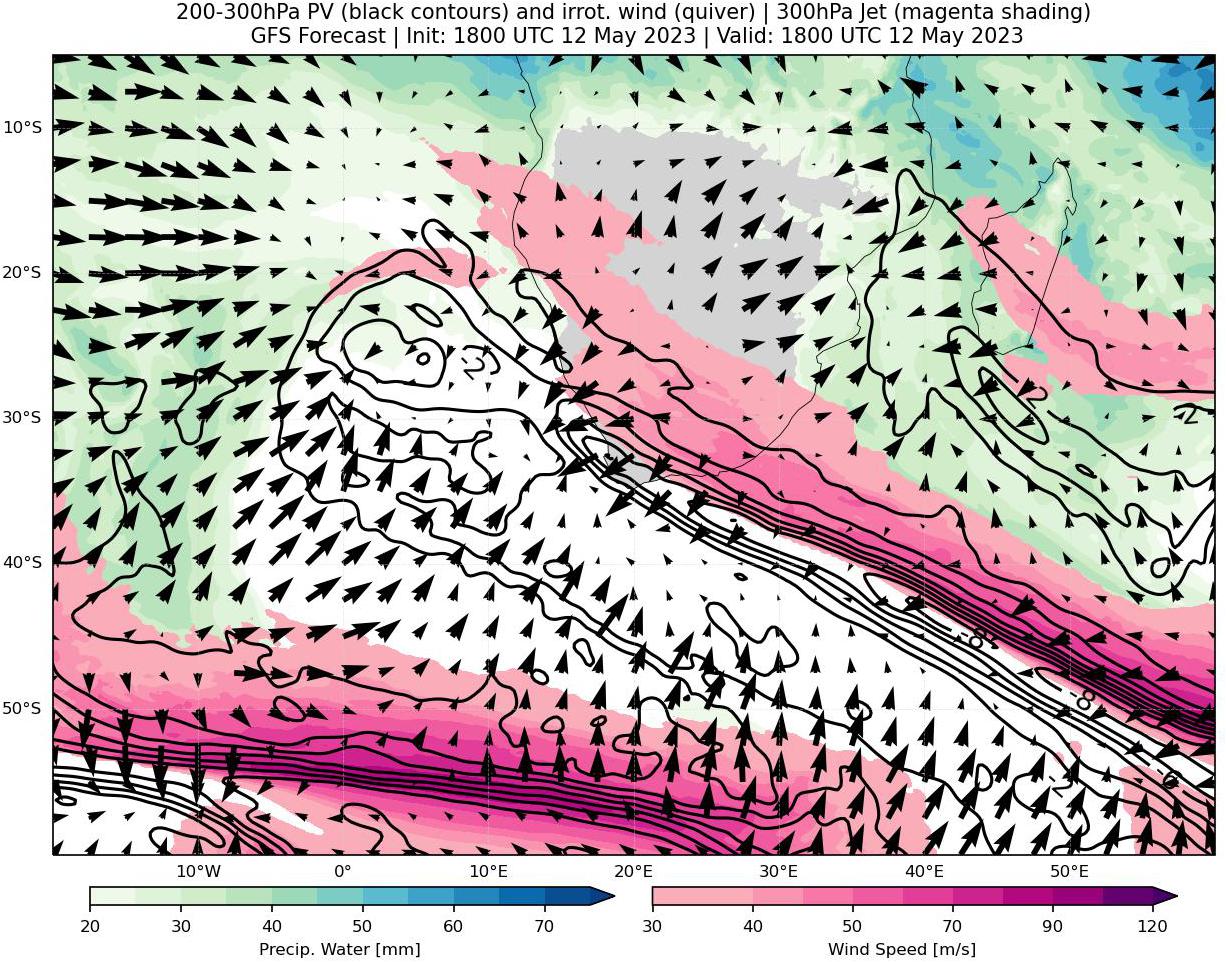 200-300hPa PV (black contours) and irrot. wind (quiver) | 300hPa Jet (magenta shading)
GFS Forecast | Init: 1800 UTC 12 May 2023 | Valid: 1800 UTC 12 May 2023
10°S
20°S
30°S
40°S
50°S
-2
-2
-8
-6
-2
10°W 0° 10°E 20°E 30°E 40°E 50°E
20 30 40 50 60 70
Precip. Water [mm]
30 40 50 70 90 120
Wind Speed [m/s]